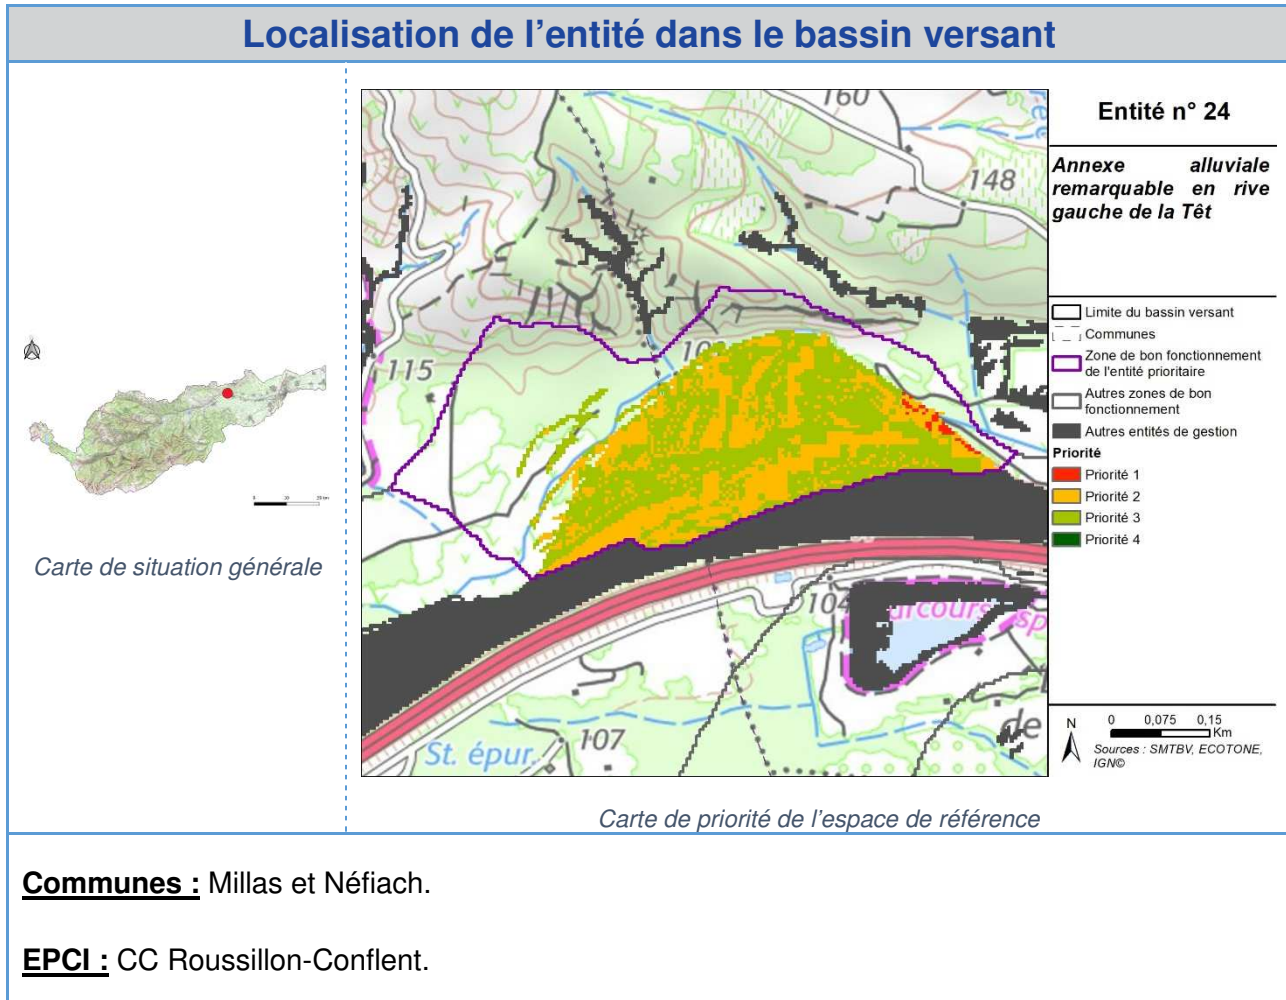 Localisation de l'entité dans le bassin versant
Carte de situation générale
160
148
115
104
107
St. épur.
de
Carte de priorité de l'espace de référence
Entité n° 24
Annexe alluviale
remarquable en rive
gauche de la Têt
Limite du bassin versant
Communes
Zone de bon fonctionnement
de l'entité prioritaire
Autres zones de bon
fonctionnement
Autres entités de gestion
Priorité
Priorité 1
Priorité 2
Priorité 3
Priorité 4
N
0 0,075 0,15
Km
Sources : SMTBV, ECOTONE,
IGN©
Communes : Millas et Néfiach.
EPCI : CC Roussillon-Conflent.